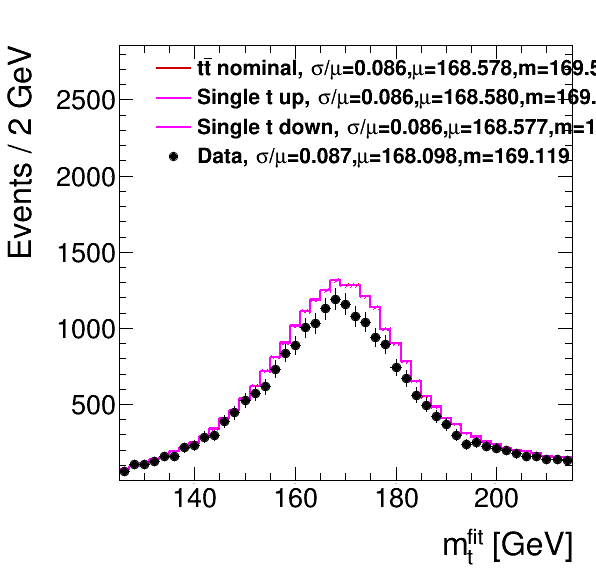 tt̄ nominal, σ/μ=0.086,μ=168.578,m=169.5
Single t up, σ/μ=0.086,μ=168.580,m=169.
Single t down, σ/μ=0.086,μ=168.577,m=1
Data, σ/μ=0.087,μ=168.098,m=169.119
Events / 2 GeV
2500
2000
1500
1000
500
140 160 180 200
m_t^fit [GeV]